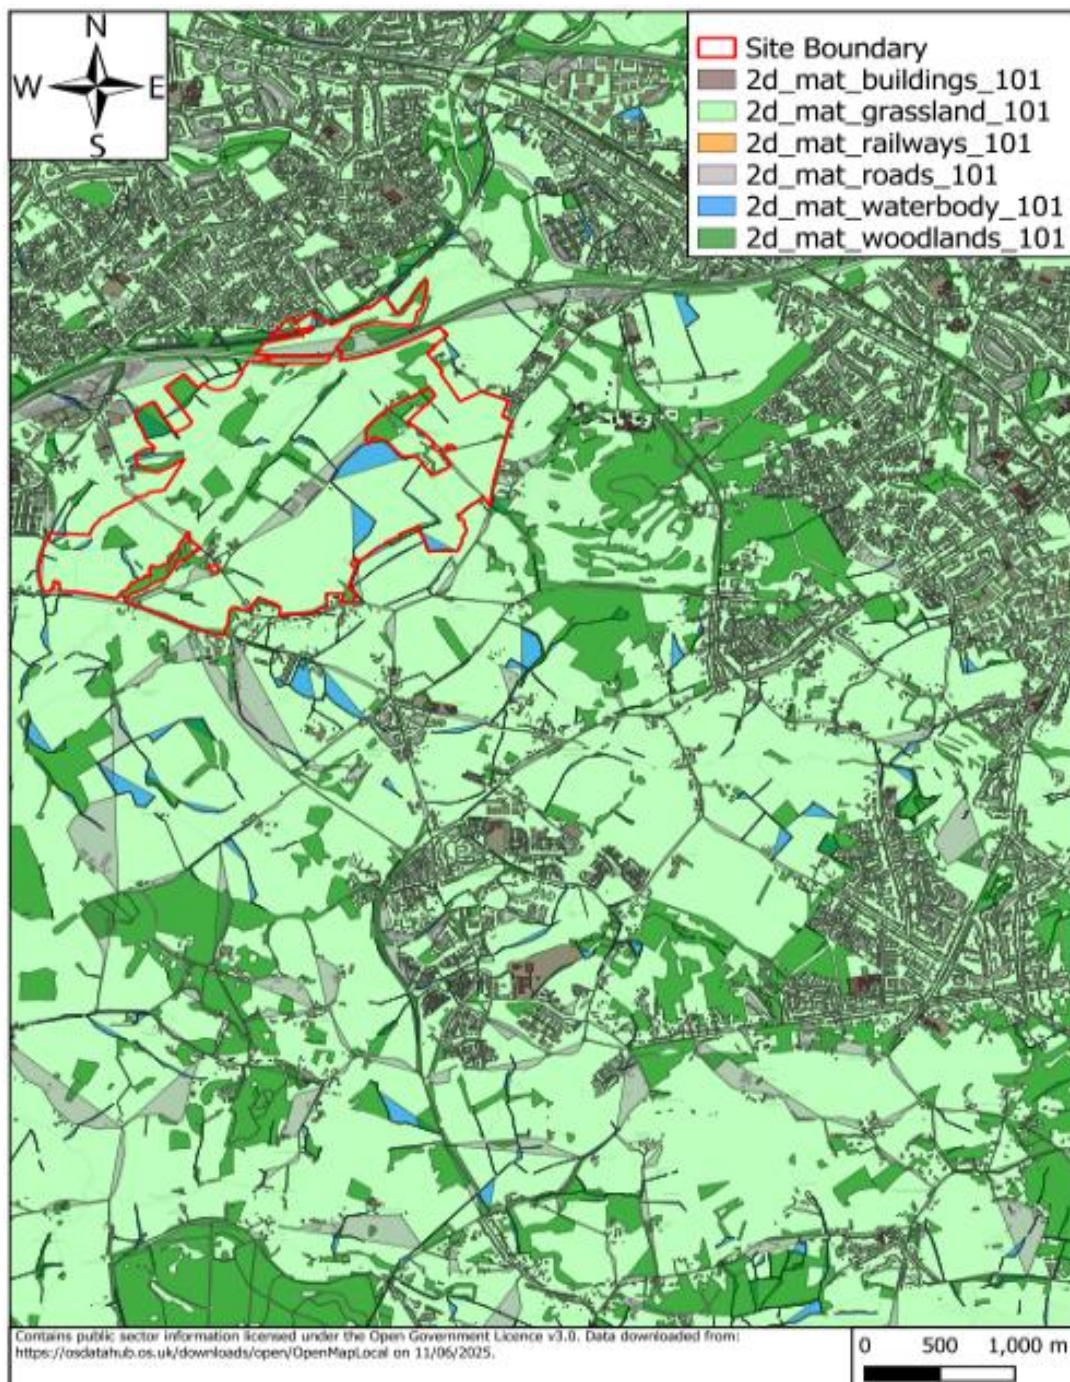 N
W E
S
Site Boundary
2d_mat_buildings_101
2d_mat_grassland_101
2d_mat_railways_101
2d_mat_roads_101
2d_mat_waterbody_101
2d_mat_woodlands_101
Contains public sector information licensed under the Open Government Licence v3.0. Data downloaded from:
https://osdatahub.os.uk/downloads/open/OpenMapLocal on 11/06/2025.
0 500 1,000 m